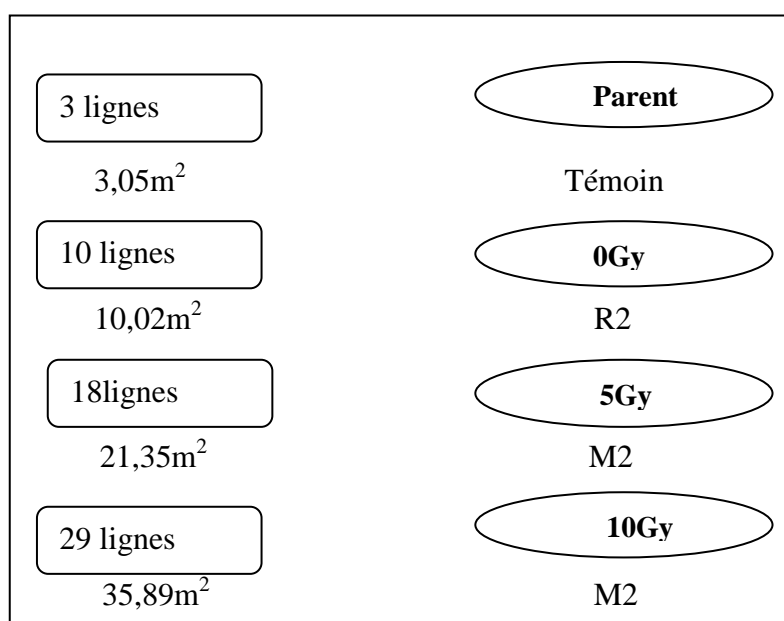 3 lignes
Parent
3,05m²
Témoin
10 lignes
0Gy
10,02m²
R2
18lignes
5Gy
21,35m²
M2
29 lignes
10Gy
35,89m²
M2